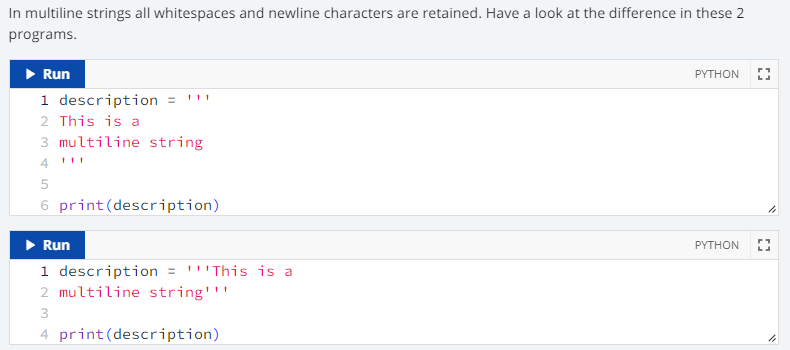 In multiline strings all whitespaces and newline characters are retained. Have a look at the difference in these 2
programs.
Run PYTHON
1 description = '''
2 This is a
3 multiline string
4 '''
5
6 print(description)
Run PYTHON
1 description = '''This is a
2 multiline string'''
3
4 print(description)